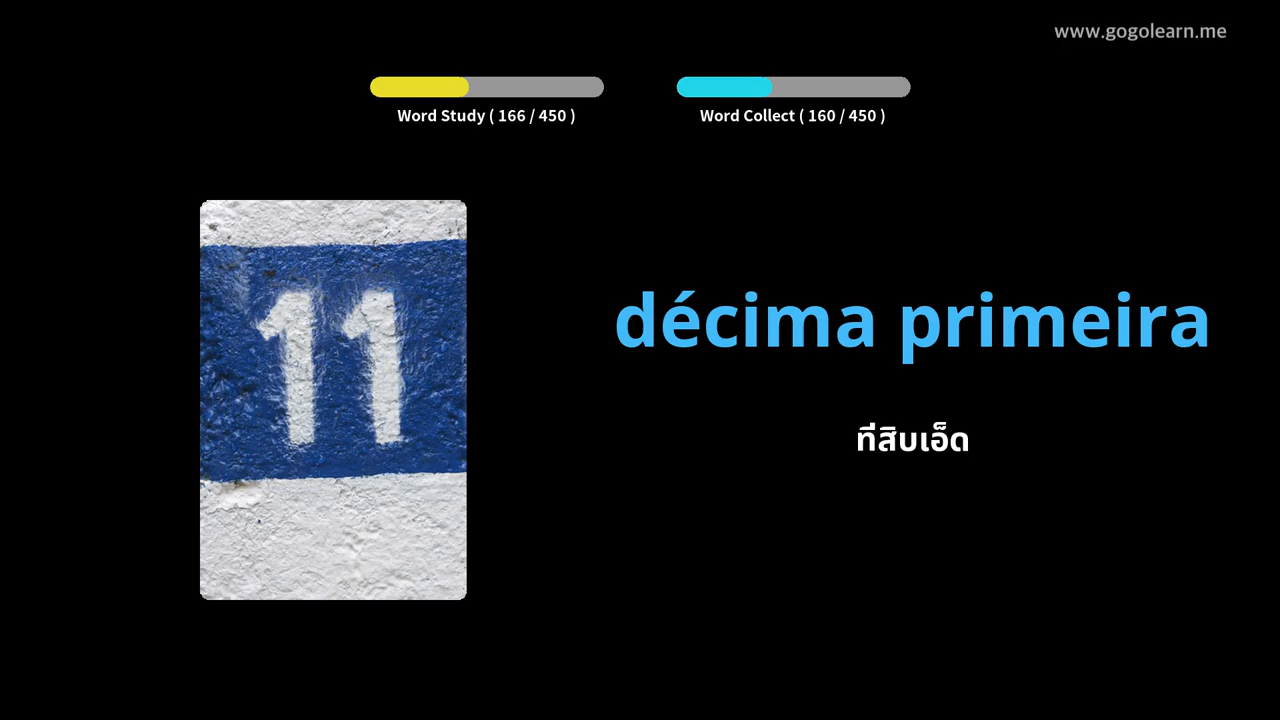 www.gogolearn.me
Word Study ( 166 / 450 )
Word Collect ( 160 / 450 )
11
décima primeira
ที่สิบเอ็ด